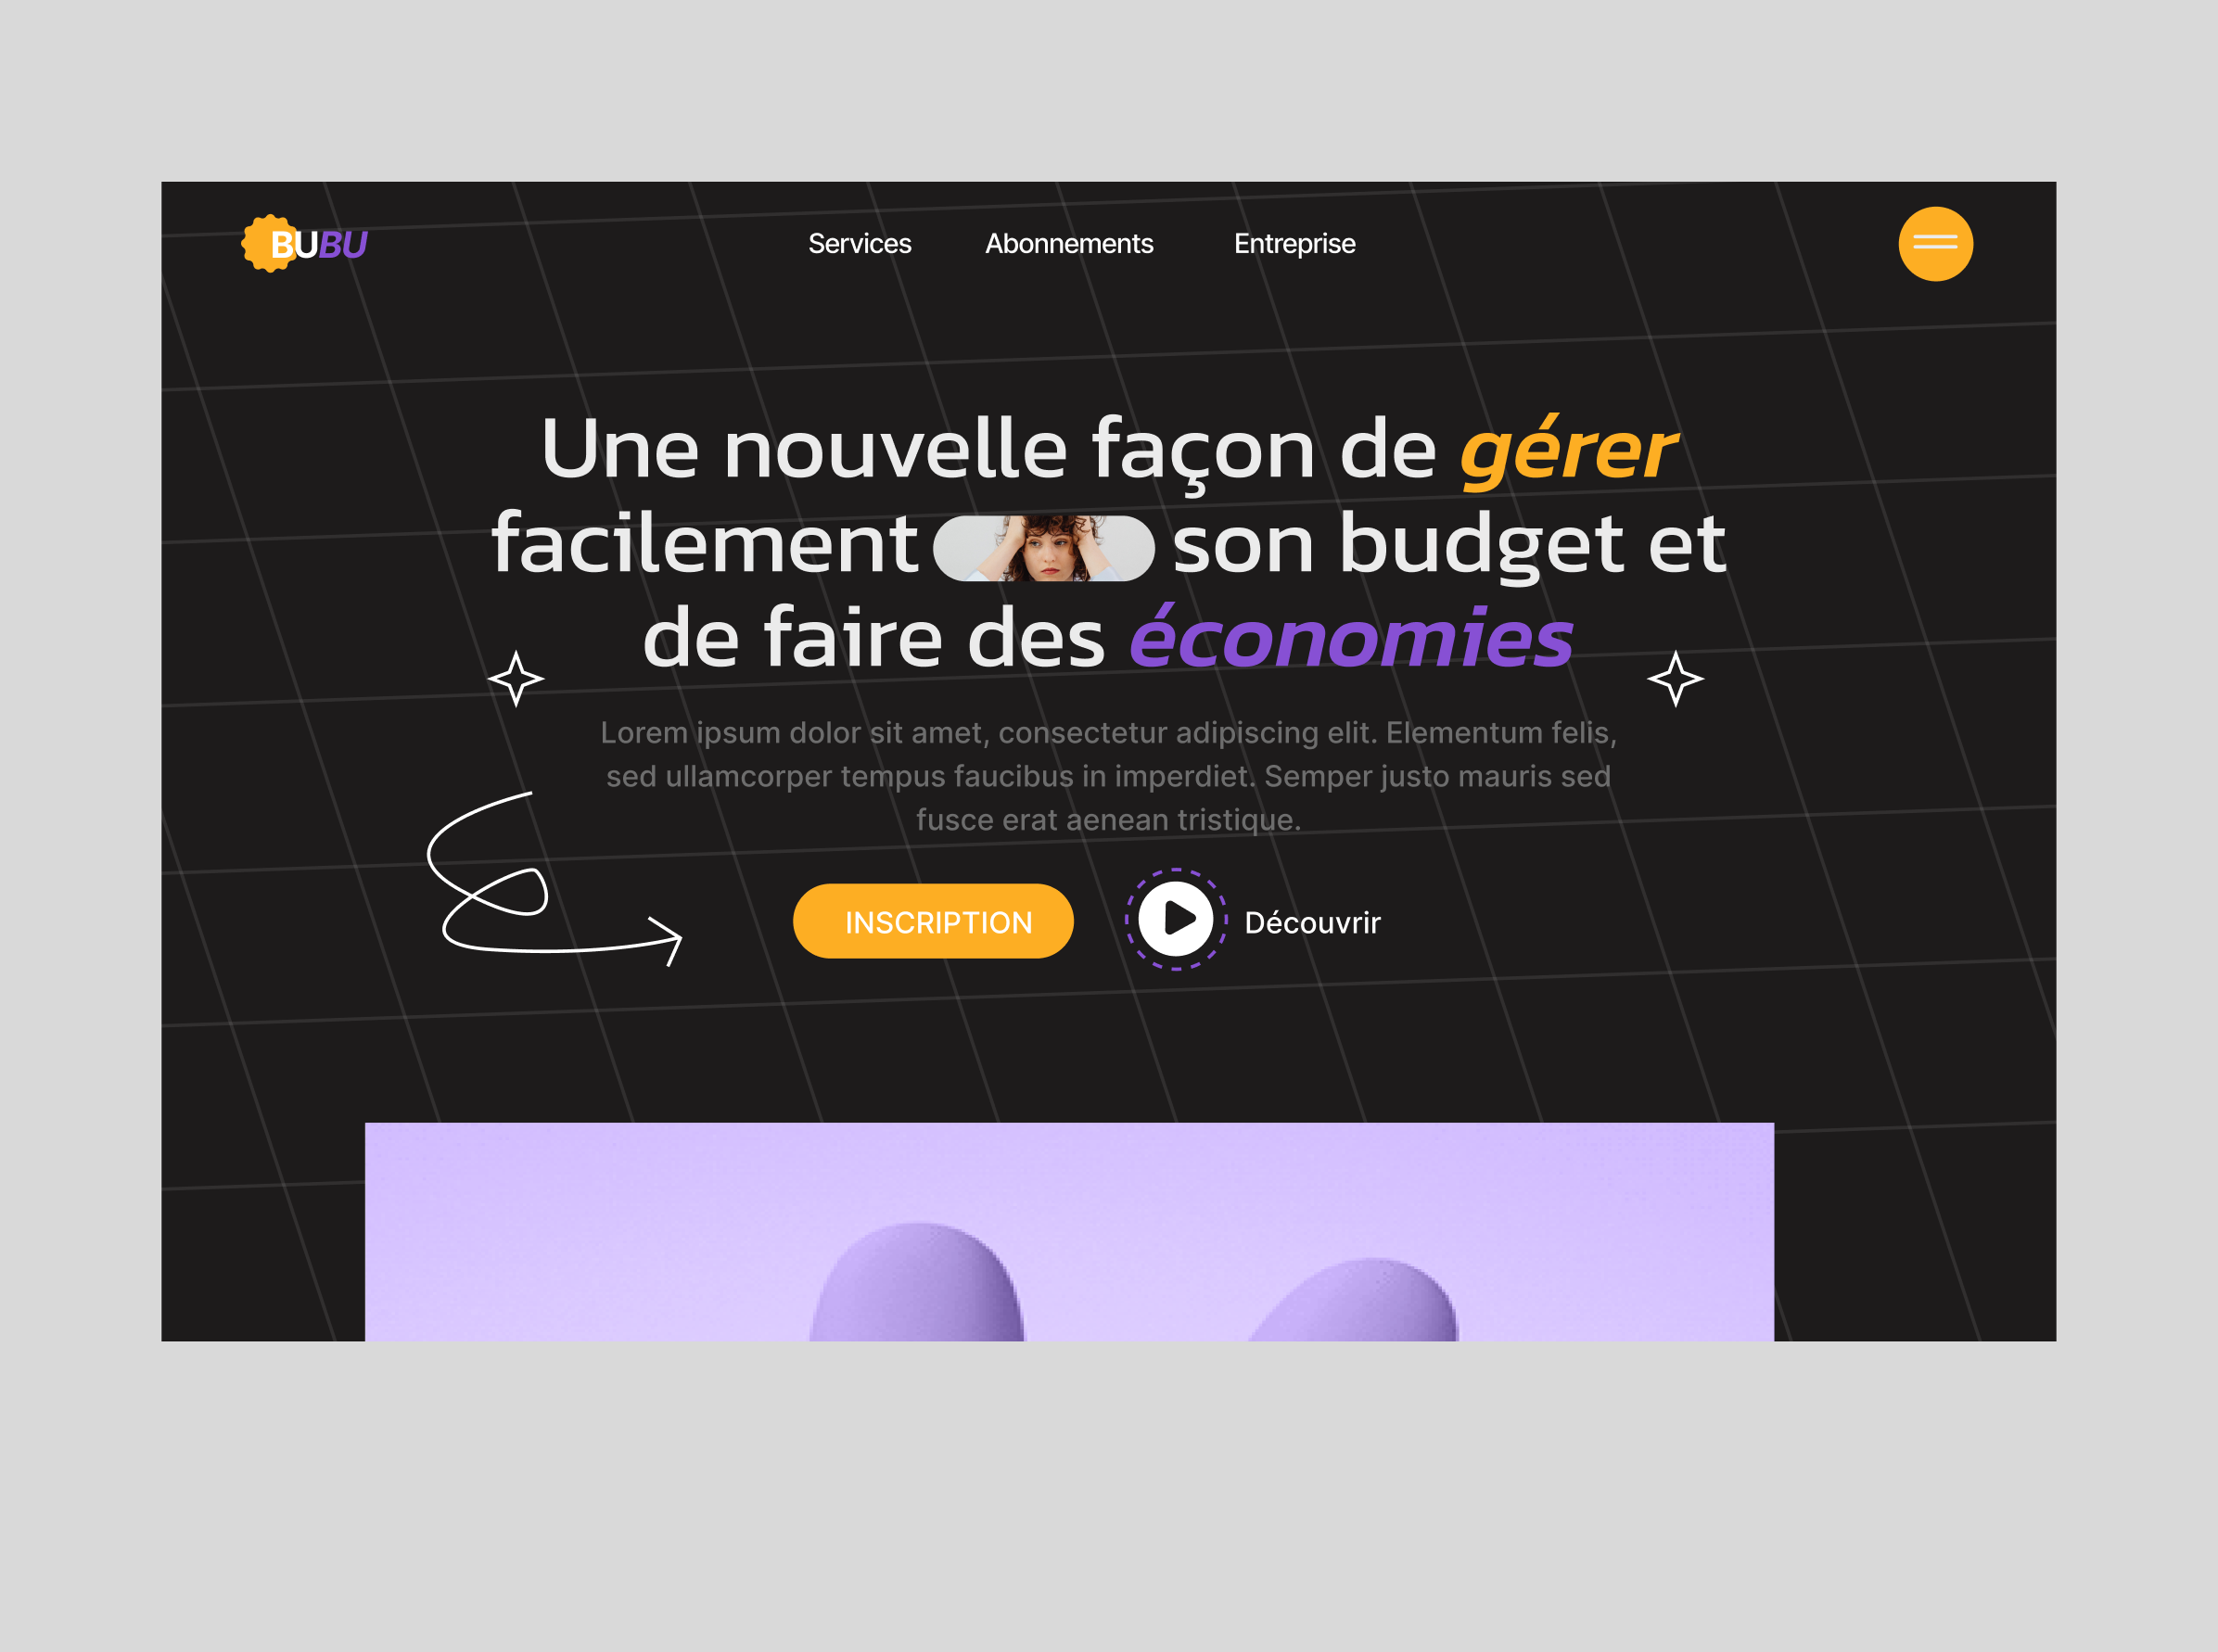 BUBU
Services
Abonnements
Entreprise
Une nouvelle façon de gérer
facilement son budget et
de faire des économies
Lorem ipsum dolor sit amet, consectetur adipiscing elit. Elementum felis,
sed ullamcorper tempus faucibus in imperdiet. Semper justo mauris sed
fusce erat aenean tristique.
INSCRIPTION
Découvrir